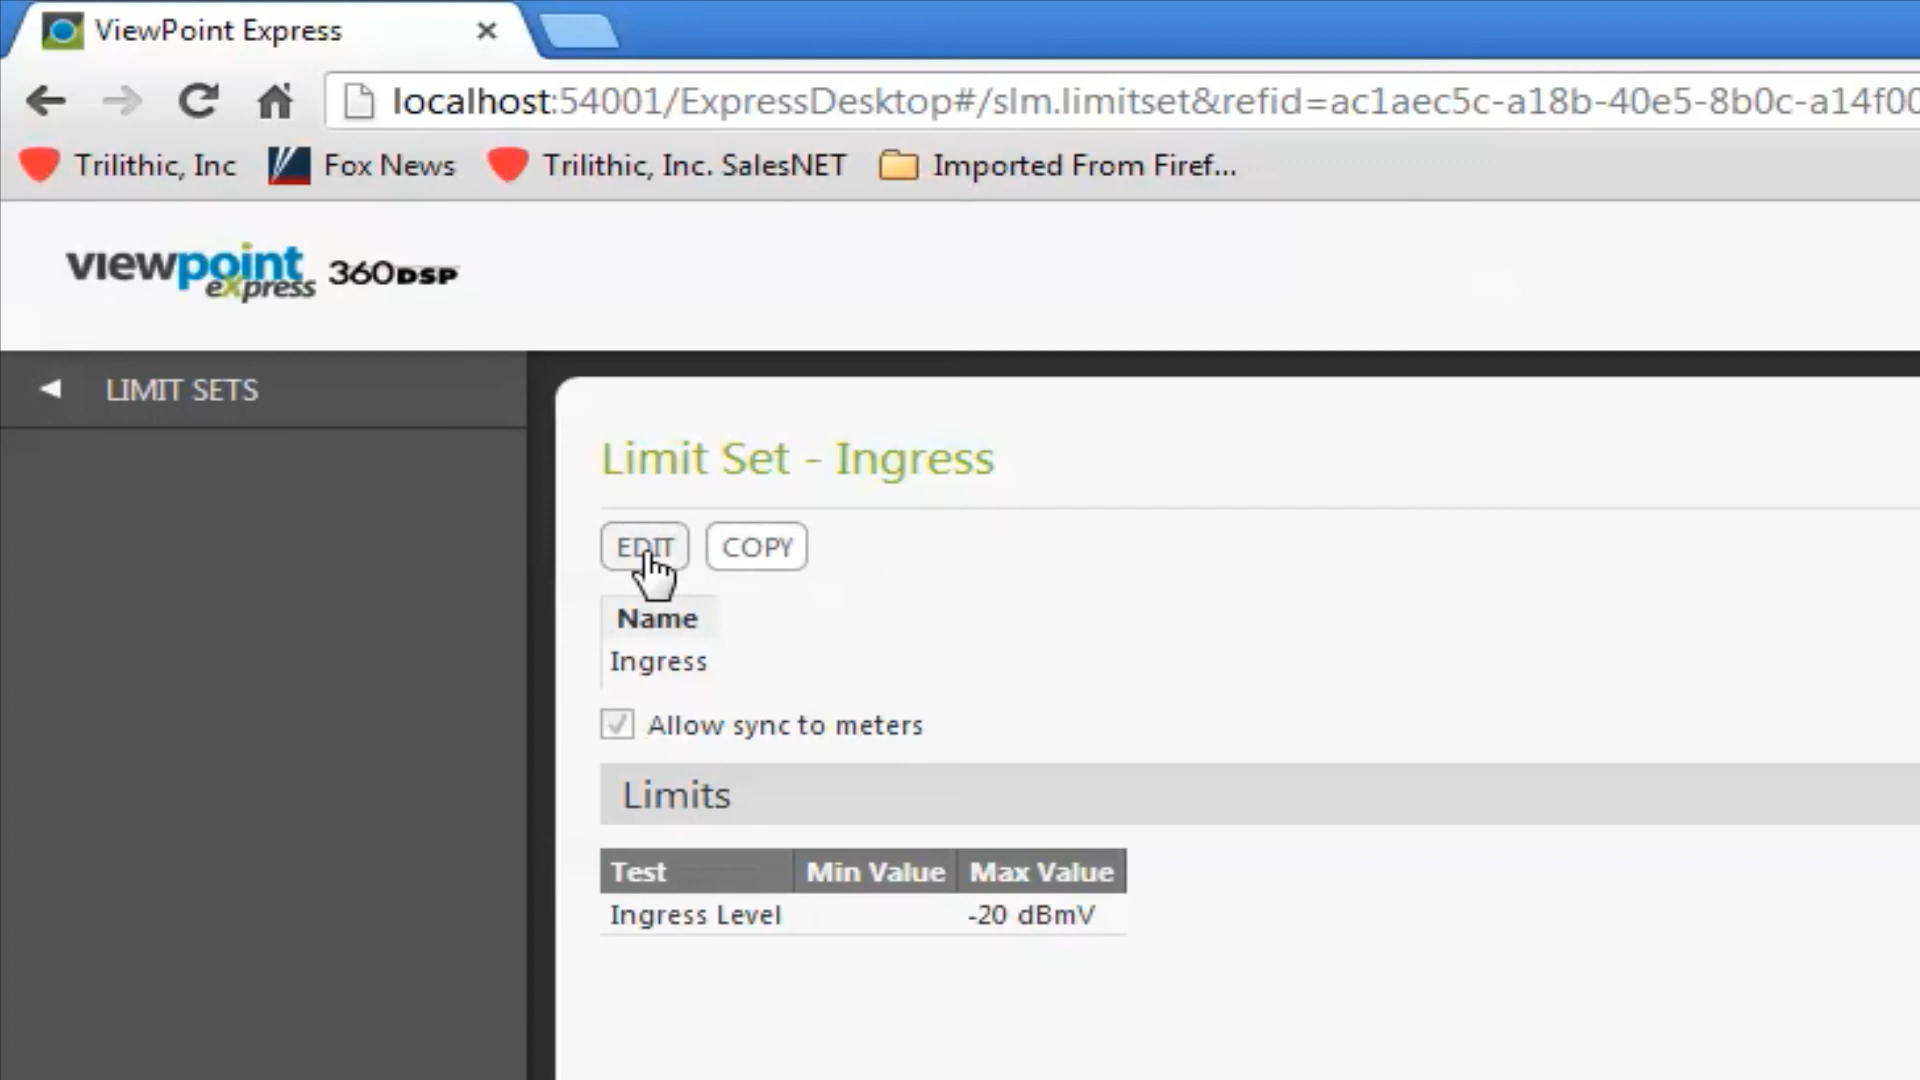 ViewPoint Express
localhost:54001/ExpressDesktop#/slm.limitset&refid=ac1aec5c-a18b-40e5-8b0c-a14f00
Trilithic, Inc Fox News Trilithic, Inc. SalesNET Imported From Firef...
viewpoint express 360DSP
LIMIT SETS
Limit Set - Ingress
EDIT COPY
Name
Ingress
Allow sync to meters
Limits
Test Min Value Max Value
Ingress Level -20 dBmV